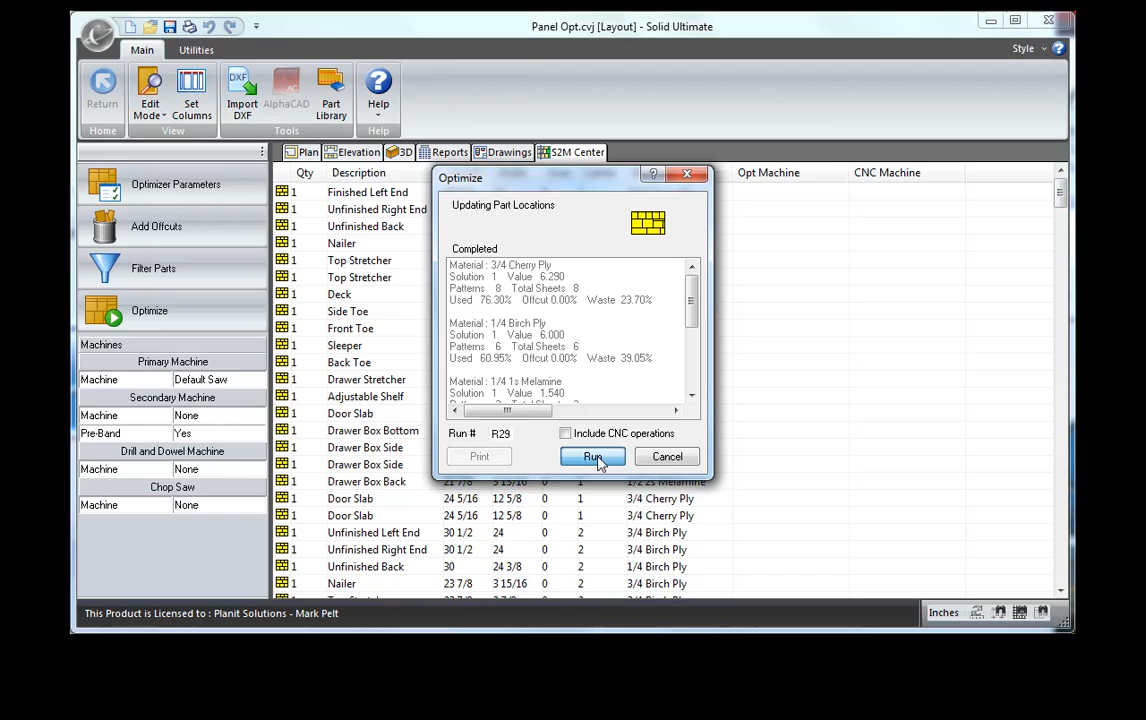 Panel Opt.cvj [Layout] - Solid Ultimate
Main Utilities Style
Return Edit Mode Set Columns Import DXF AlphaCAD Part Library Help
Home View Tools Help
Plan Elevation 3D Reports Drawings S2M Center
Optimizer Parameters
Add Offcuts
Filter Parts
Optimize
Machines
Primary Machine
Machine Default Saw
Secondary Machine
Machine None
Pre-Band Yes
Drill and Dowel Machine
Machine None
Chop Saw
Machine None
Qty Description Opt Machine CNC Machine
1 Finished Left End
1 Unfinished Right End
1 Unfinished Back
1 Nailer
1 Top Stretcher
1 Top Stretcher
1 Deck
1 Side Toe
1 Front Toe
1 Sleeper
1 Back Toe
1 Drawer Stretcher
1 Adjustable Shelf
1 Door Slab
1 Drawer Box Bottom
1 Drawer Box Side
1 Drawer Box Side
1 Drawer Box Back
1 Door Slab 24 5/16 12 5/8 0 1 3/4 Cherry Ply
1 Door Slab 24 5/16 12 5/8 0 1 3/4 Cherry Ply
1 Unfinished Left End 30 1/2 24 0 2 3/4 Birch Ply
1 Unfinished Right End 30 1/2 24 0 2 3/4 Birch Ply
1 Unfinished Back 30 24 3/8 0 2 1/4 Birch Ply
1 Nailer 23 7/8 3 15/16 0 2 3/4 Birch Ply
Optimize
Updating Part Locations
Completed
Material : 3/4 Cherry Ply
Solution 1 Value 6.290
Patterns 8 Total Sheets 8
Used 76.30% Offcut 0.00% Waste 23.70%
Material : 1/4 Birch Ply
Solution 1 Value 6.000
Patterns 6 Total Sheets 6
Used 60.95% Offcut 0.00% Waste 39.05%
Material : 1/4 1s Melamine
Solution 1 Value 1.540
Run # R29 Include CNC operations
Print Run Cancel
This Product is Licensed to : Planit Solutions - Mark Pelt
Inches